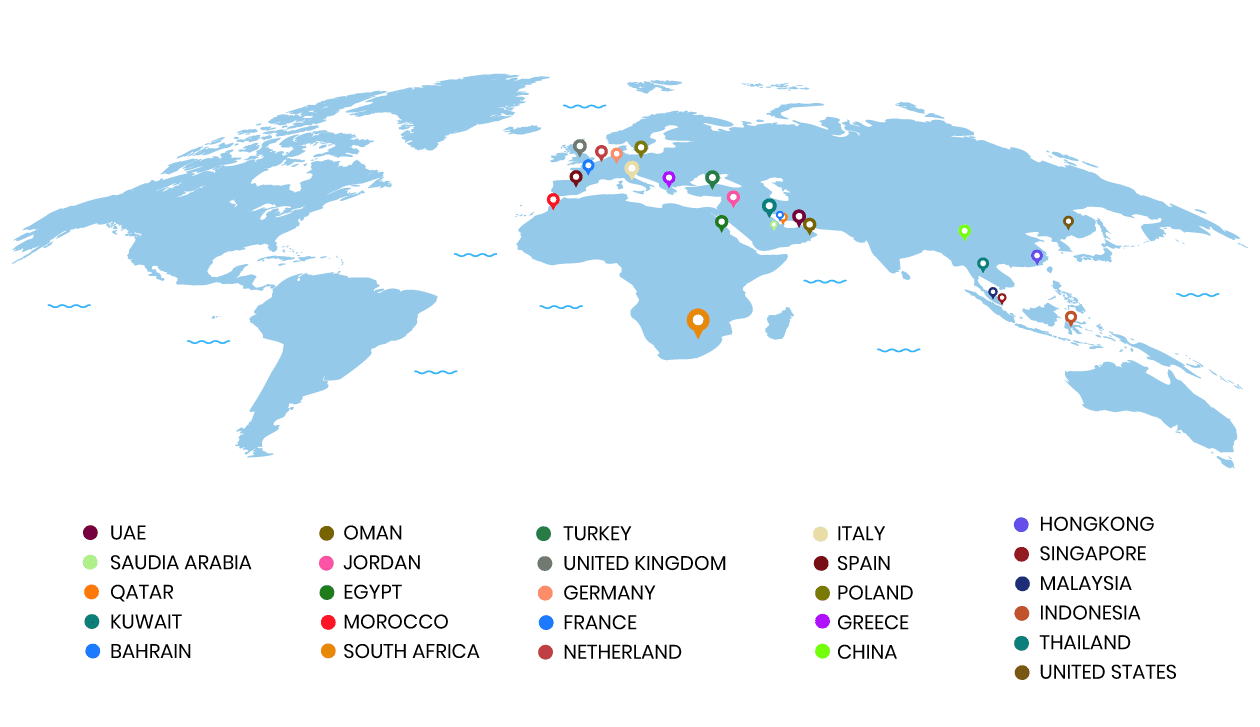 UAE
SAUDIA ARABIA
QATAR
KUWAIT
BAHRAIN
OMAN
JORDAN
EGYPT
MOROCCO
SOUTH AFRICA
TURKEY
UNITED KINGDOM
GERMANY
FRANCE
NETHERLAND
ITALY
SPAIN
POLAND
GREECE
CHINA
HONGKONG
SINGAPORE
MALAYSIA
INDONESIA
THAILAND
UNITED STATES